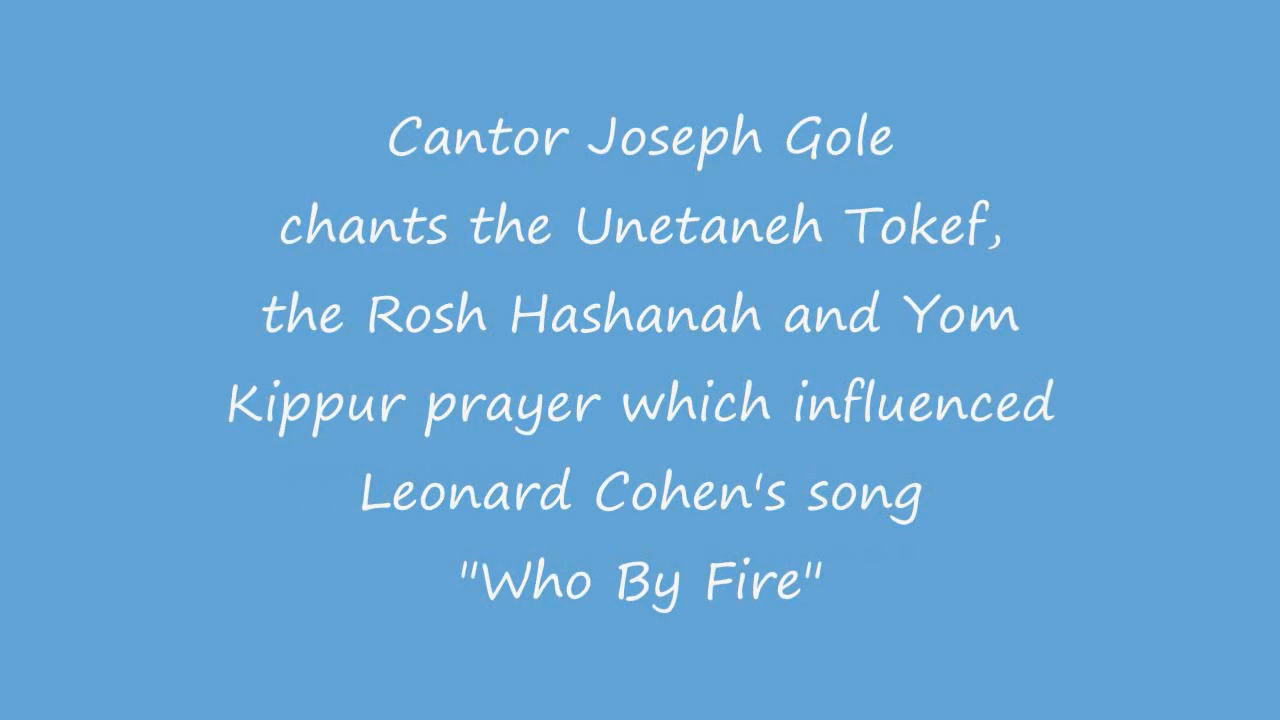 Cantor Joseph Gole
chants the Unetaneh Tokef,
the Rosh Hashanah and Yom
Kippur prayer which influenced
Leonard Cohen's song
"Who By Fire"